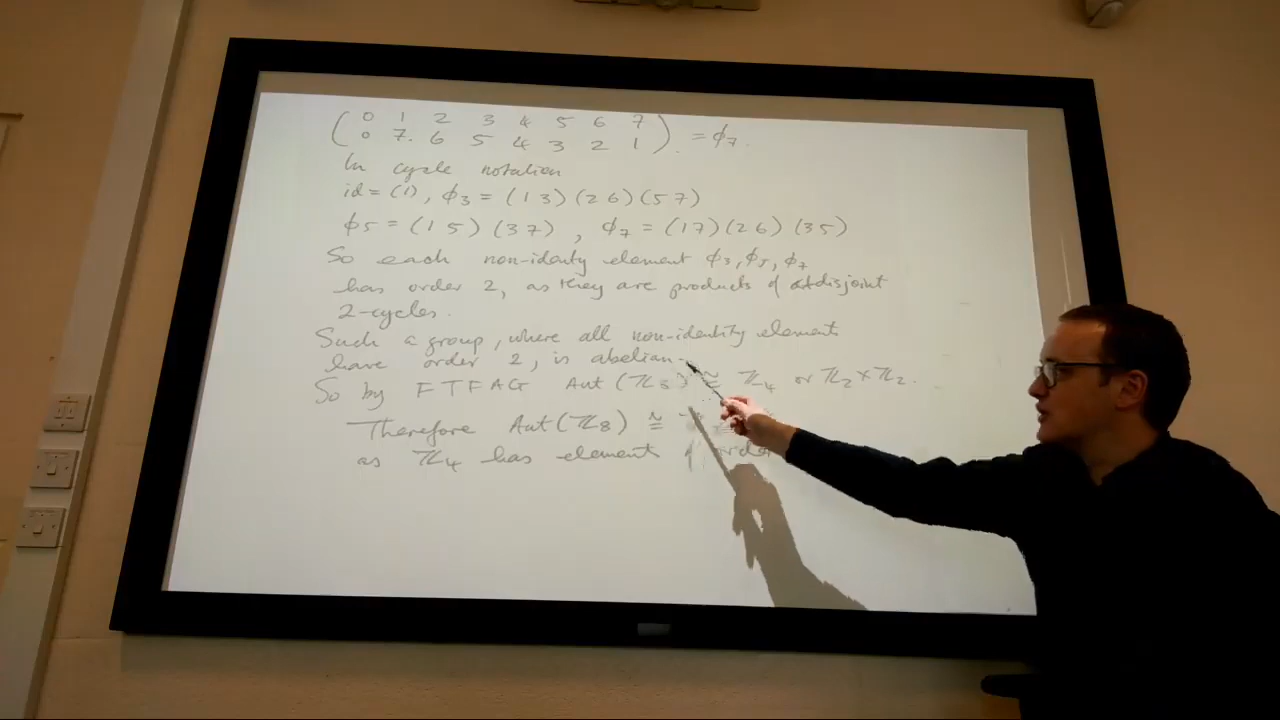 ( 0 1 2 3 4 5 6 7
0 7. 6 5 4 3 2 1 ). = ϕ7.
In cycle notation
id = (1), ϕ3 = (1 3) (2 6) (5 7)
ϕ5 = (1 5) (3 7) , ϕ7 = (1 7) (2 6) (3 5)
So each non-identity element ϕ3, ϕ5, ϕ7
has order 2, as they are products of disjoint
2-cycles.
Such a group, where all non-identity elements
have order 2, is abelian.
So by FTFAG Aut (ℤ8) ≅ ℤ4 or ℤ2 × ℤ2.
Therefore Aut (ℤ8) ≅
as ℤ4 has element of order